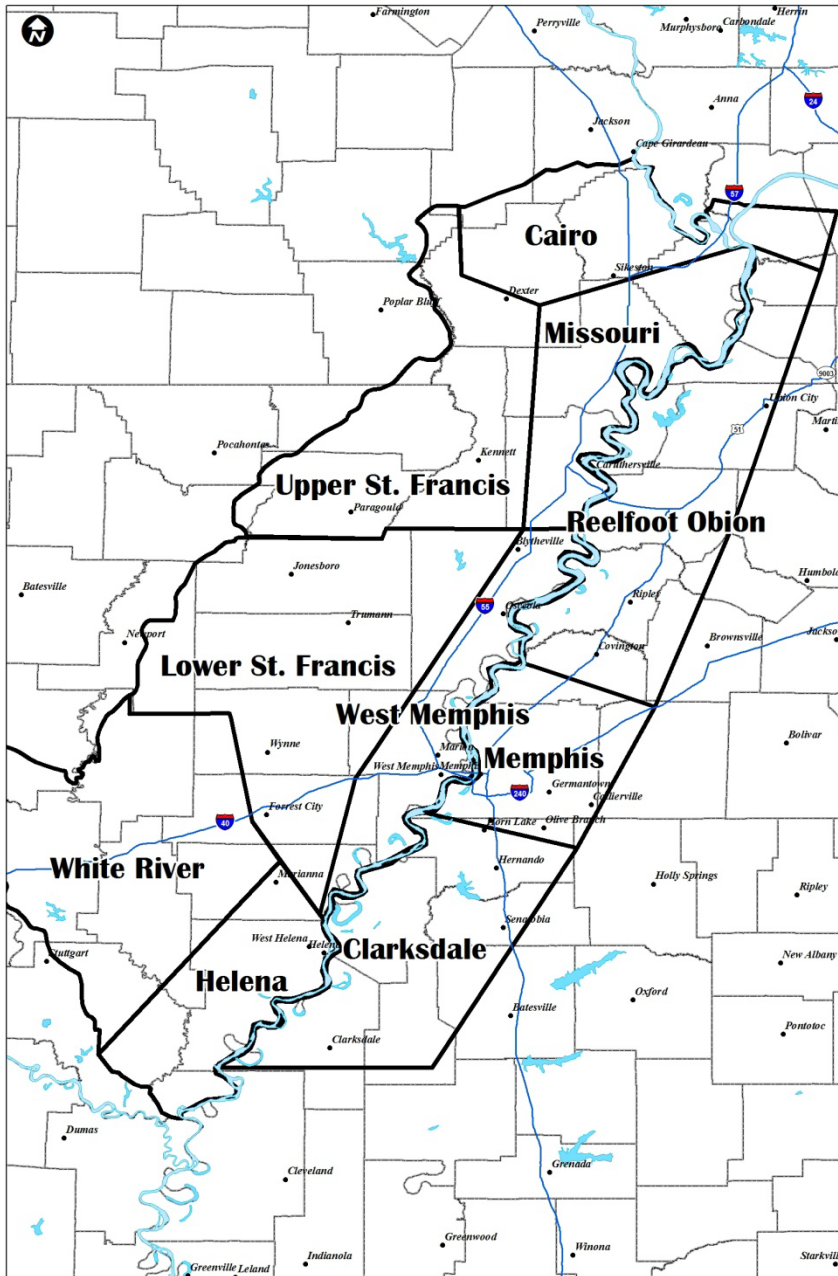 N
Farmington
Perryville
Murphysboro
Carbondale
Herrin
Anna
24
Jackson
Cape Girardeau
57
Cairo
Sikeston
Dexter
Poplar Bluff
Missouri
9003
Union City
51
Martin
Pocahontas
Kennett
Caruthersville
Upper St. Francis
Paragould
Reelfoot Obion
Blytheville
Jonesboro
Humbol
Batesville
55
Osceola
Ripley
Trumann
Newport
Brownsville
Jackson
Covington
Lower St. Francis
West Memphis
Wynne
Marion
Memphis
Bolivar
West Memphis
Memphis
240
Germantown
Collierville
Forrest City
40
Horn Lake
Olive Branch
White River
Hernando
Marianna
Holly Springs
Ripley
Senatobia
West Helena
Helena
Clarksdale
Stuttgart
New Albany
Helena
Oxford
Batesville
Pontotoc
Clarksdale
Dumas
Cleveland
Grenada
Greenwood
Winona
Indianola
Greenville
Leland
Starkvil